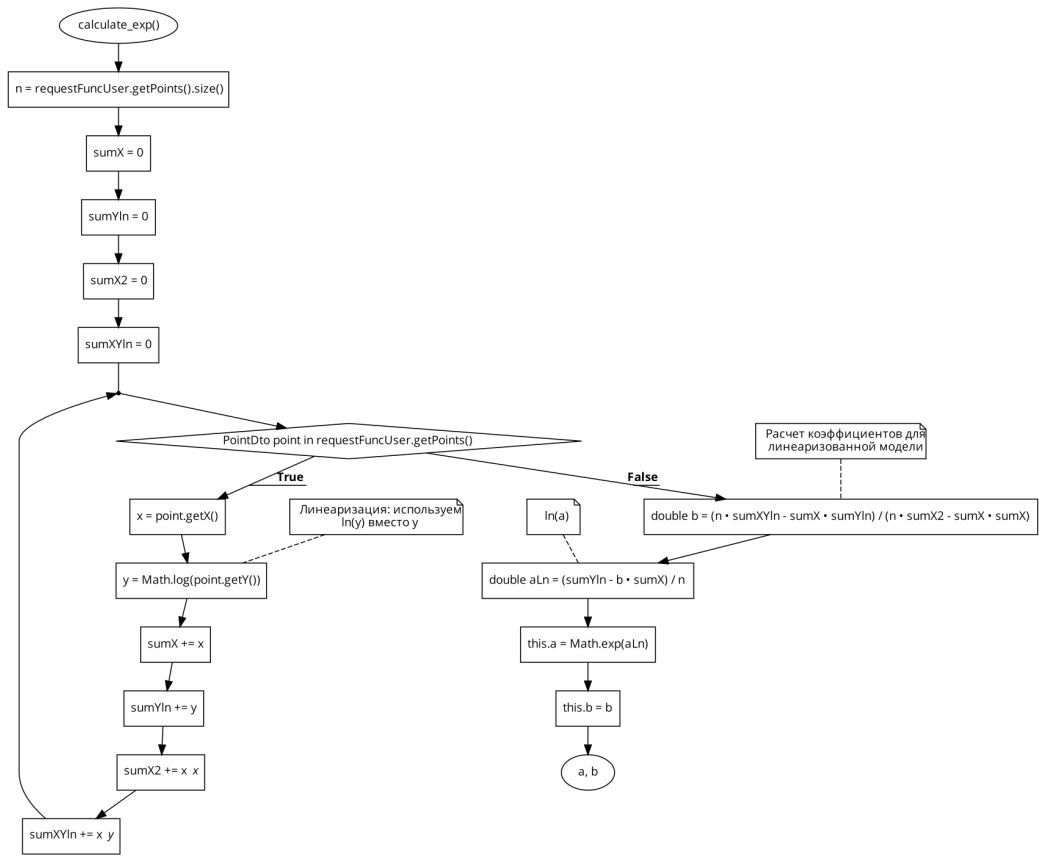 calculate_exp()
n = requestFuncUser.getPoints().size()
sumX = 0
sumYln = 0
sumX2 = 0
sumXYln = 0
PointDto point in requestFuncUser.getPoints()
True
False
Расчет коэффициентов для
линеаризованной модели
x = point.getX()
Линеаризация: используем
ln(y) вместо y
ln(a)
double b = (n • sumXYln - sumX • sumYln) / (n • sumX2 - sumX • sumX)
y = Math.log(point.getY())
double aLn = (sumYln - b • sumX) / n
sumX += x
this.a = Math.exp(aLn)
sumYln += y
this.b = b
sumX2 += x x
a, b
sumXYln += x y